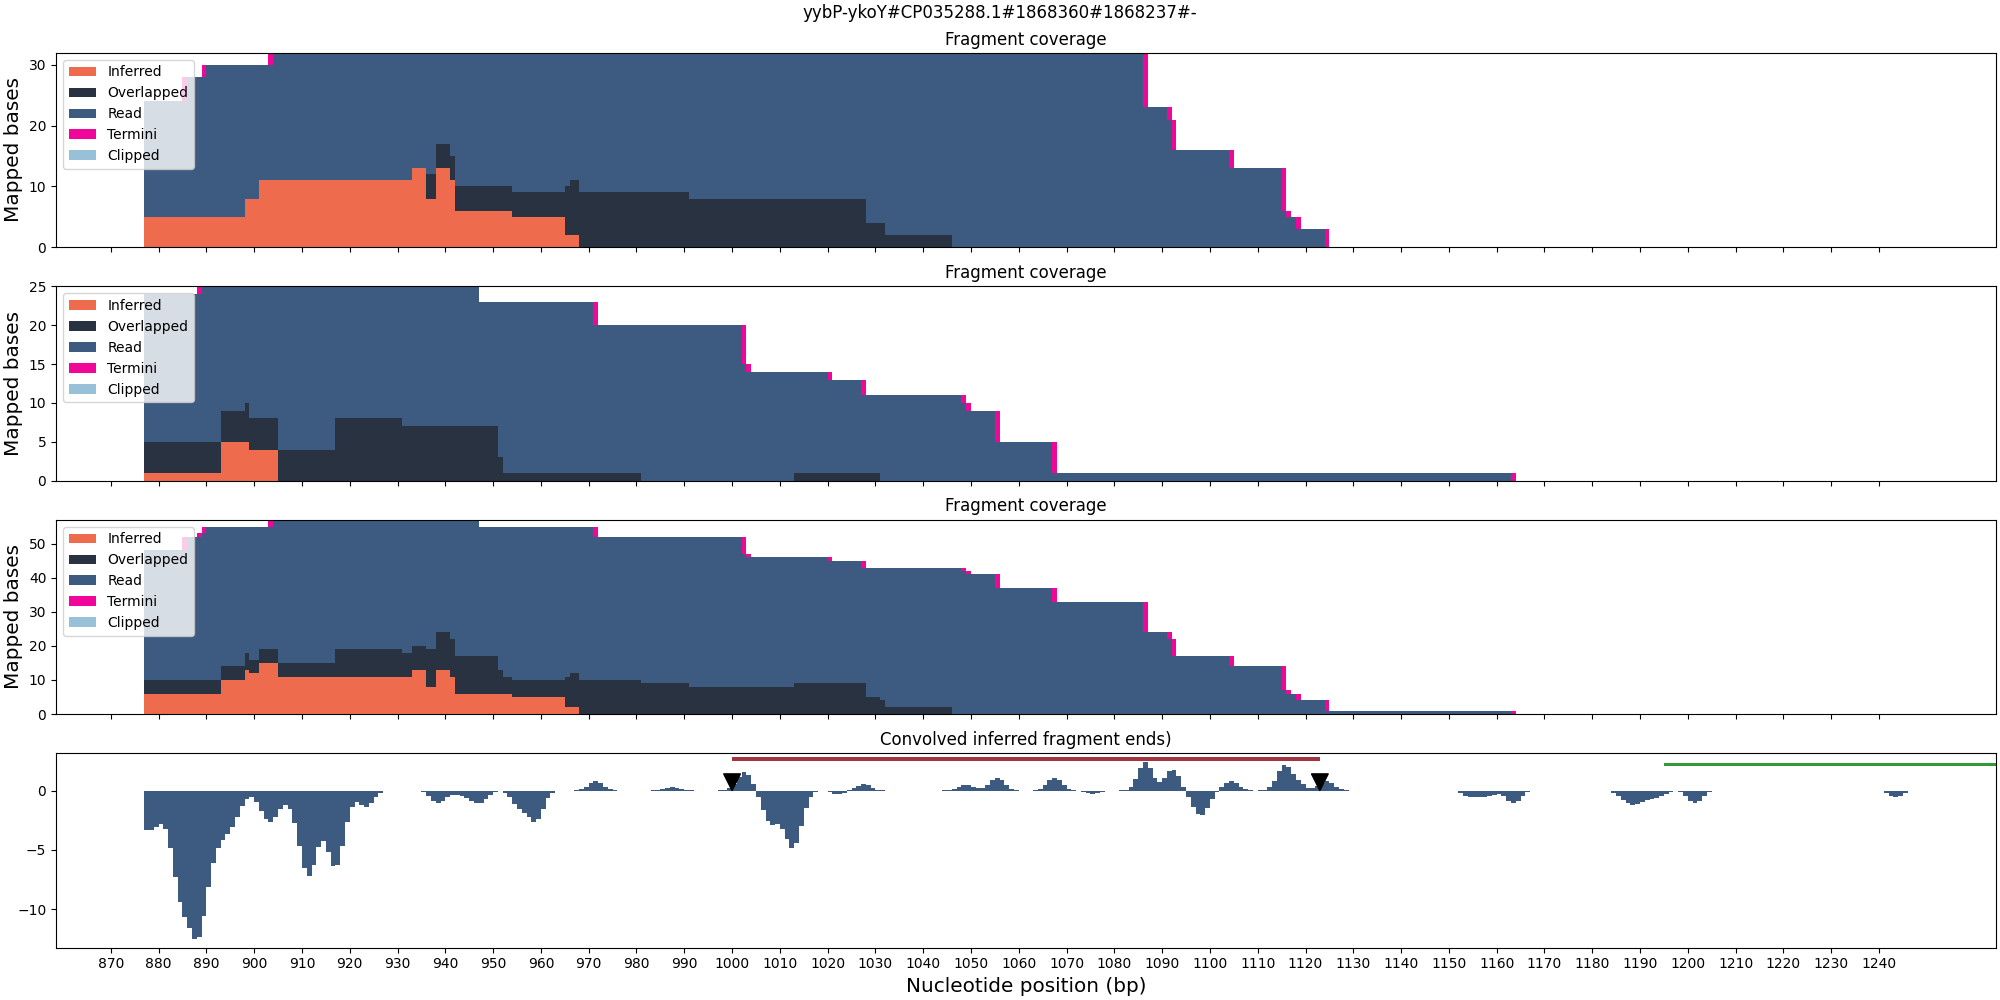 yybP-ykoY#CP035288.1#1868360#1868237#-
Fragment coverage
Mapped bases
30
20
10
0
Inferred
Overlapped
Read
Termini
Clipped
Fragment coverage
Mapped bases
25
20
15
10
5
0
Inferred
Overlapped
Read
Termini
Clipped
Fragment coverage
Mapped bases
50
40
30
20
10
0
Inferred
Overlapped
Read
Termini
Clipped
Convolved inferred fragment ends)
0
−5
−10
870 880 890 900 910 920 930 940 950 960 970 980 990 1000 1010 1020 1030 1040 1050 1060 1070 1080 1090 1100 1110 1120 1130 1140 1150 1160 1170 1180 1190 1200 1210 1220 1230 1240
Nucleotide position (bp)